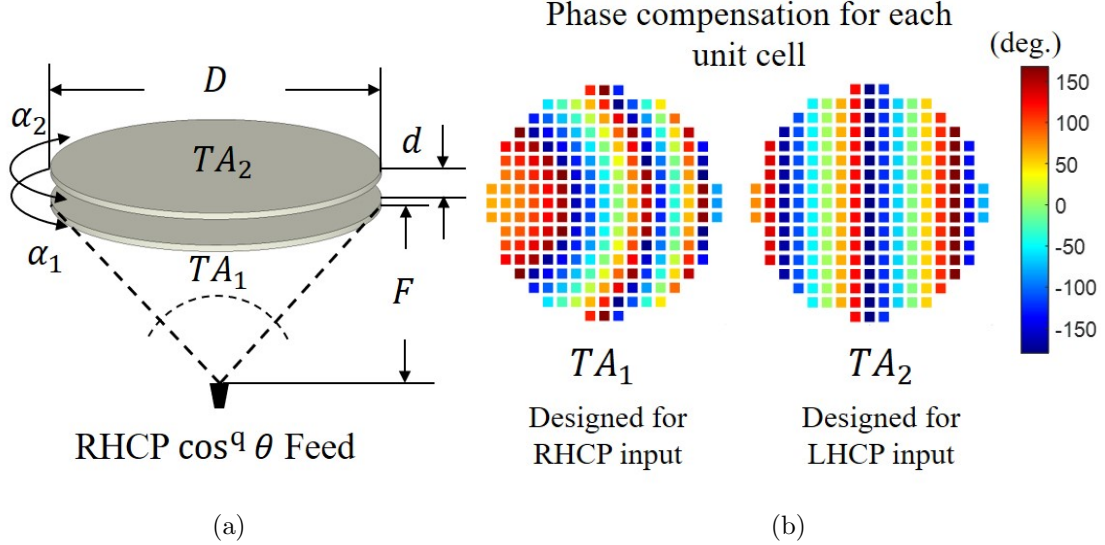 D
α₂
TA₂
d
α₁
TA₁
F
RHCP cos^q θ Feed
(a)
Phase compensation for each
unit cell
(deg.)
150
100
50
0
-50
-100
-150
TA₁
TA₂
Designed for
RHCP input
Designed for
LHCP input
(b)